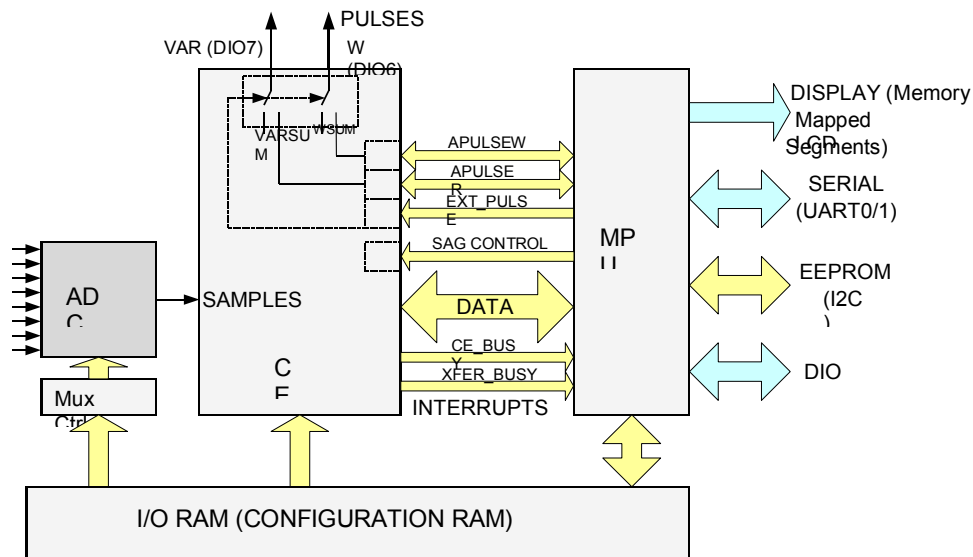 PULSES
VAR (DIO7)
W
(DIO6)
VARSU
M
WSUM
APULSEW
APULSE
R
EXT_PULS
E
SAG CONTROL
DATA
CE_BUS
Y
XFER_BUSY
INTERRUPTS
SAMPLES
AD
C
Mux
Ctrl
C
E
MP
U
DISPLAY (Memory
Mapped
LCD
Segments)
SERIAL
(UART0/1)
EEPROM
(I2C
)
DIO
I/O RAM (CONFIGURATION RAM)